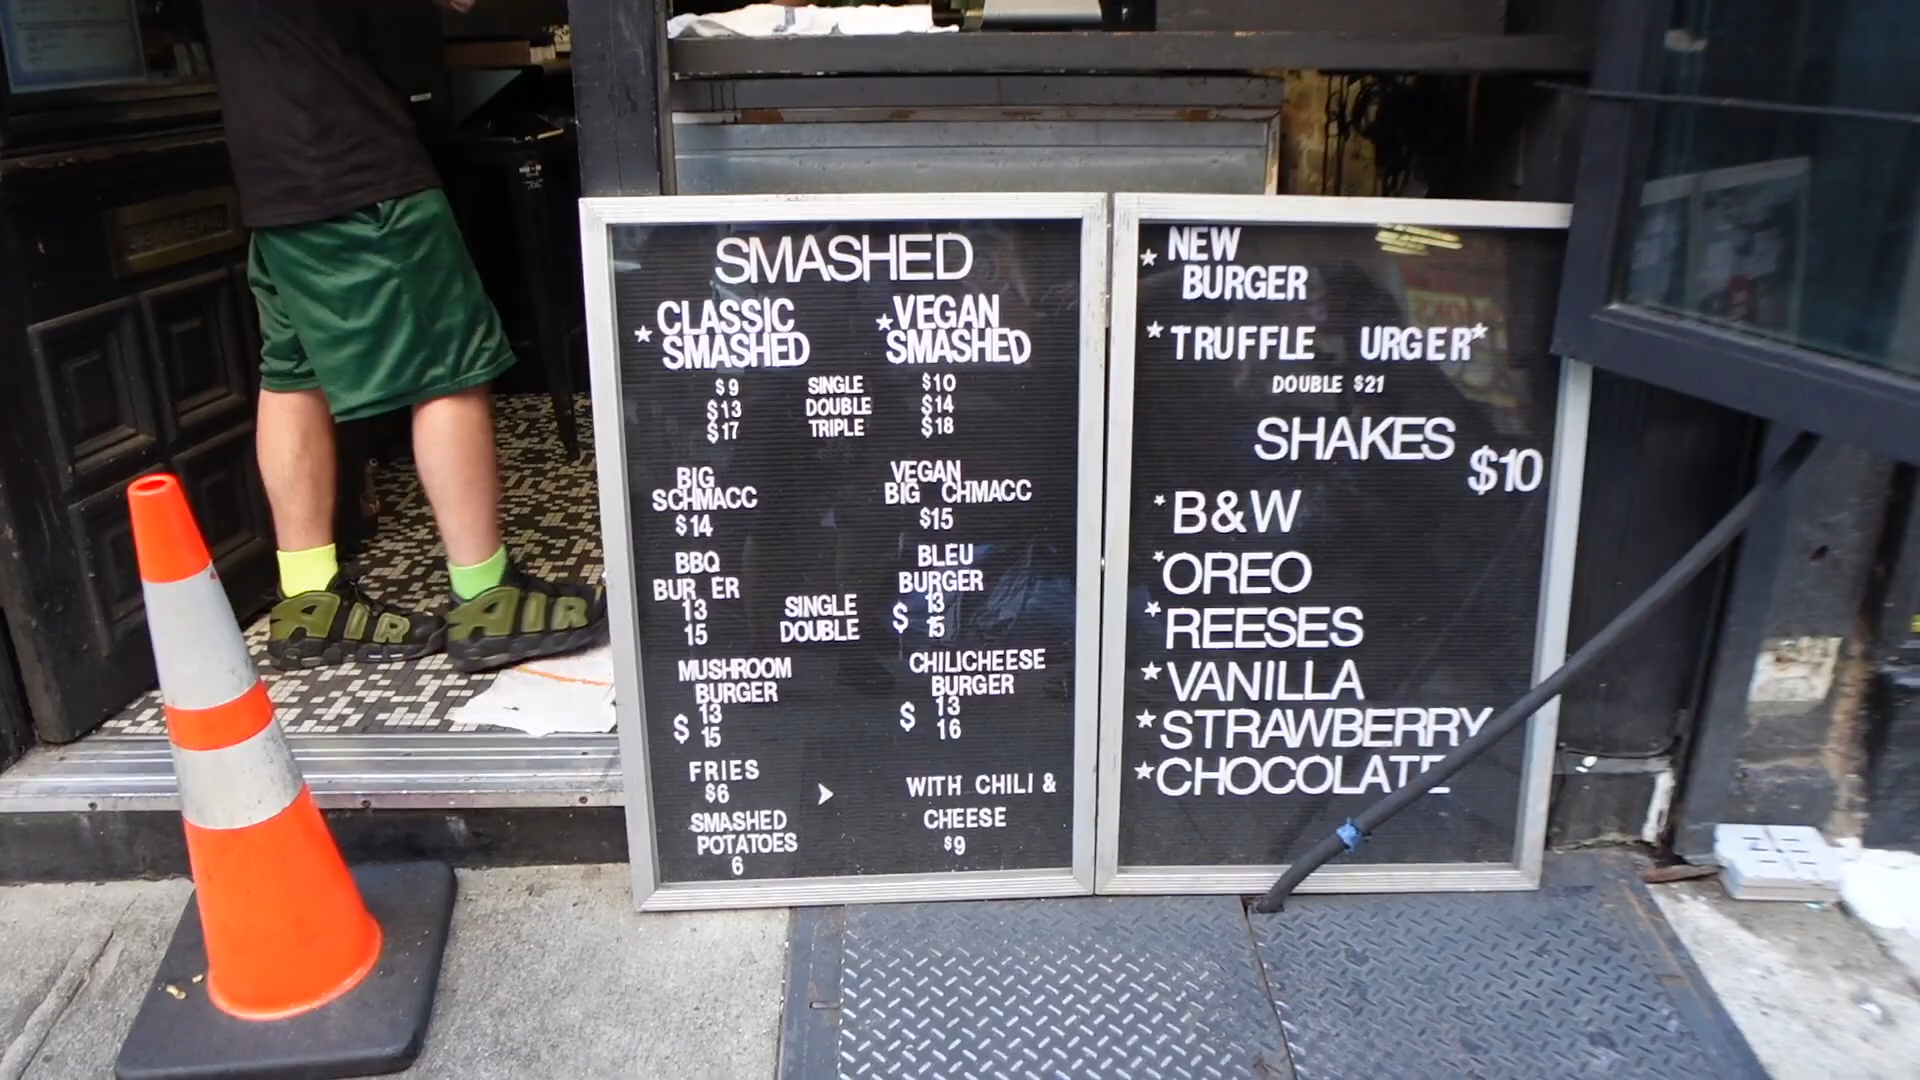 SMASHED
* CLASSIC SMASHED
* VEGAN SMASHED
$9 SINGLE $10
$13 DOUBLE $14
$17 TRIPLE $18
BIG
SCHMACC
$14
VEGAN
BIG CHMACC
$15
BBQ
BUR ER
13
15
SINGLE
DOUBLE
BLEU
BURGER
$ 13
15
MUSHROOM
BURGER
$ 13
15
CHILICHEESE
BURGER
$ 13
16
FRIES
$6
WITH CHILI &
CHEESE
$9
SMASHED
POTATOES
6
* NEW
BURGER
* TRUFFLE URGER*
DOUBLE $21
SHAKES
$10
* B&W
* OREO
* REESES
* VANILLA
* STRAWBERRY
* CHOCOLATE
AIR
AIR